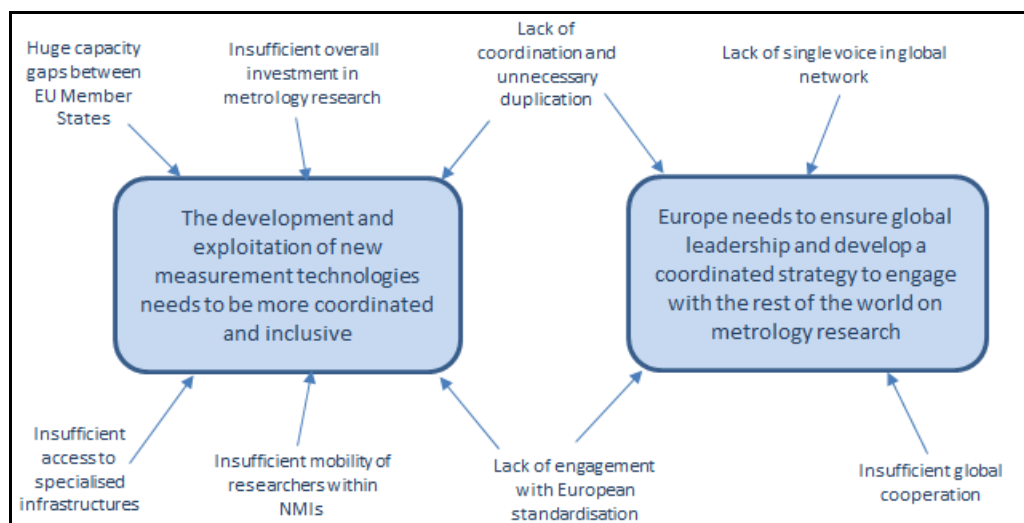 Huge capacity
gaps between
EU Member
States
Insufficient overall
investment in
metrology research
Lack of
coordination and
unnecessary
duplication
Lack of single voice in global
network
The development and
exploitation of new
measurement technologies
needs to be more coordinated
and inclusive
Europe needs to ensure global
leadership and develop a
coordinated strategy to engage
with the rest of the world on
metrology research
Insufficient
access to
specialised
infrastructures
Insufficient mobility of
researchers within
NMIs
Lack of engagement
with European
standardisation
Insufficient global
cooperation